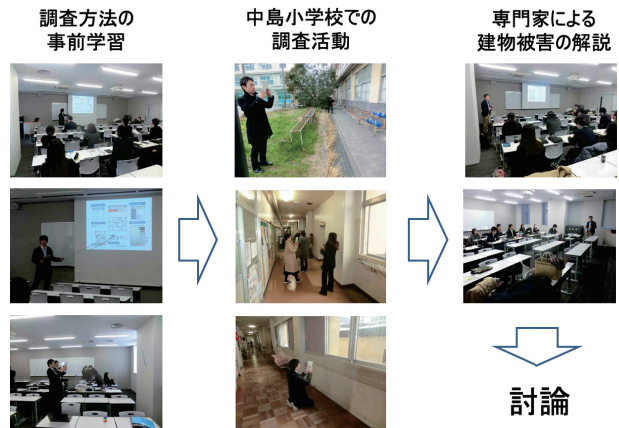 調査方法の
事前学習
中島小学校での
調査活動
専門家による
建物被害の解説
討論